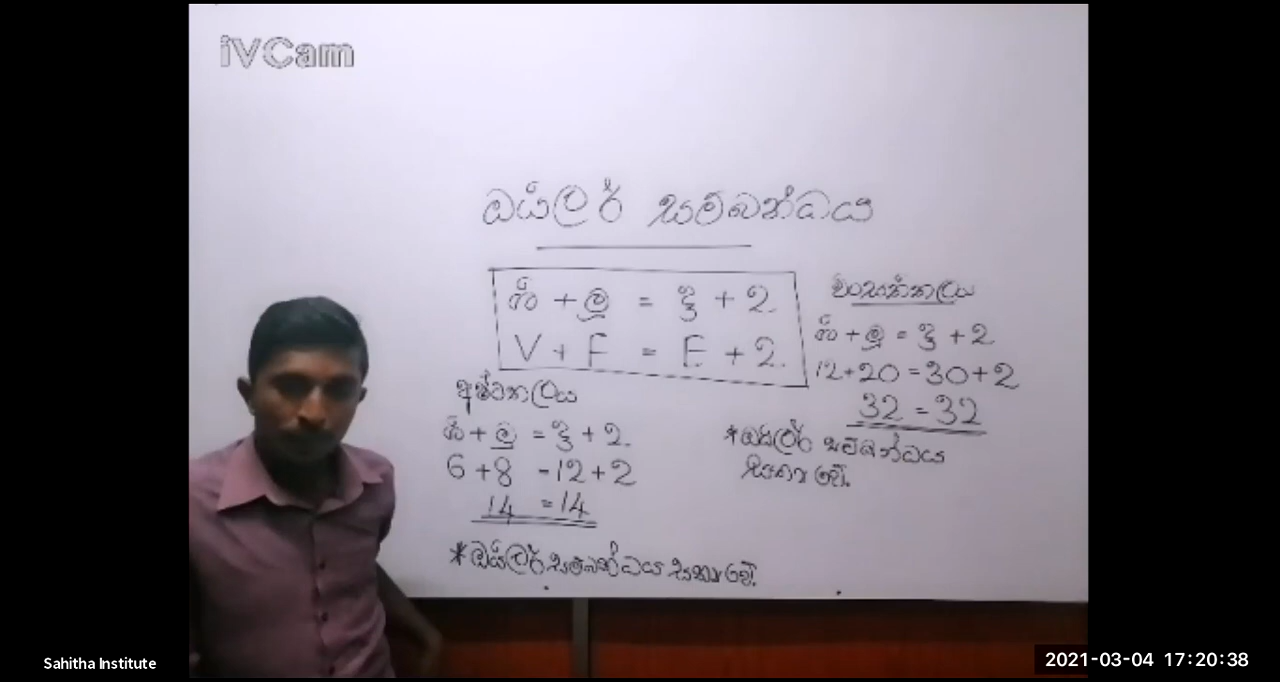 iVCam
ඔයිලර් සම්බන්ධය
ශී + මු = දි + 2
V + F = E + 2.
අෂ්ටතලය
ශී + මු = දි + 2.
6 + 8 = 12 + 2
14 = 14
* ඔයිලර් සම්බන්ධය සත්‍ය වේ.
විංසතිතලය
ශී + මු = දි + 2
12 + 20 = 30 + 2
32 = 32
* ඔයිලර් සම්බන්ධය
සත්‍ය වේ.
Sahitha Institute
2021-03-04 17:20:38